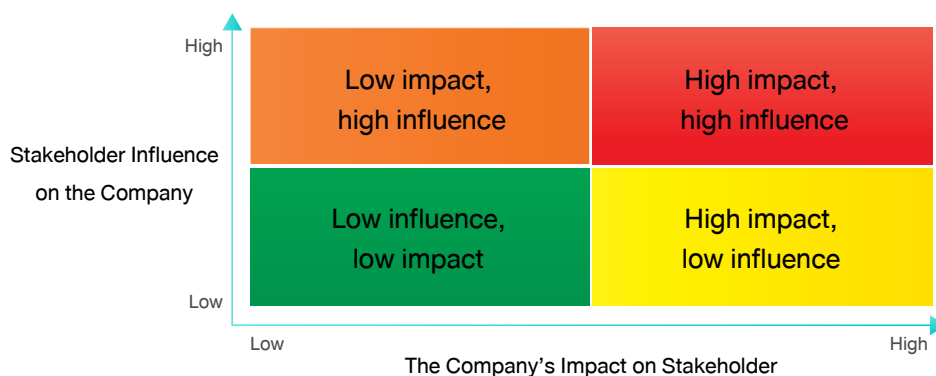 High
Low impact,
high influence
High impact,
high influence
Stakeholder Influence
on the Company
Low influence,
low impact
High impact,
low influence
Low
Low
High
The Company’s Impact on Stakeholder